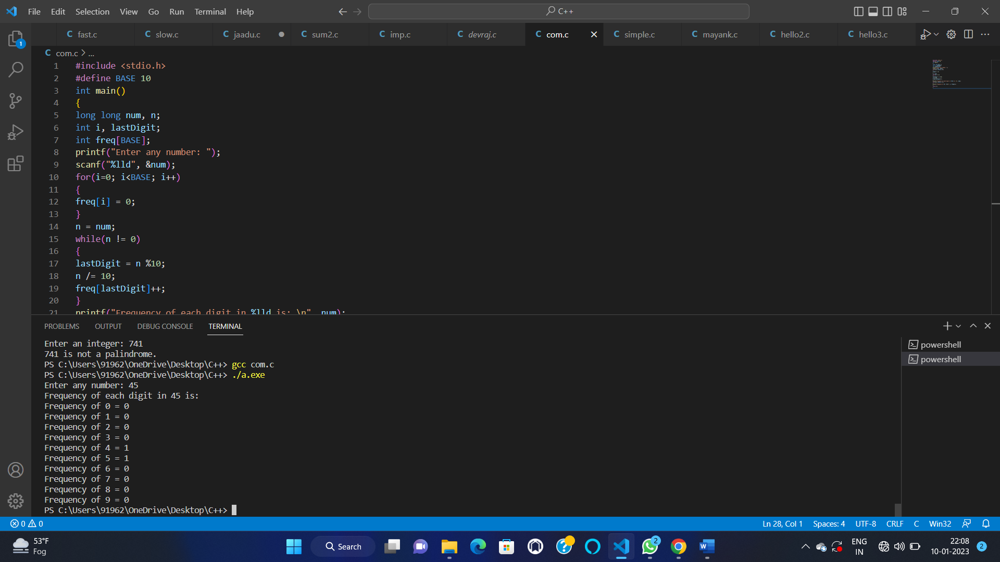 File Edit Selection View Go Run Terminal Help
C++
1
C fast.c C slow.c C jaadu.c C sum2.c C imp.c C devraj.c C com.c C simple.c C mayank.c C hello2.c C hello3.c
C com.c > ...
1 #include <stdio.h>
2 #define BASE 10
3 int main()
4 {
5 long long num, n;
6 int i, lastDigit;
7 int freq[BASE];
8 printf("Enter any number: ");
9 scanf("%lld", &num);
10 for(i=0; i<BASE; i++)
11 {
12 freq[i] = 0;
13 }
14 n = num;
15 while(n != 0)
16 {
17 lastDigit = n %10;
18 n /= 10;
19 freq[lastDigit]++;
20 }
21 printf("Frequency of each digit in %lld is: \n", num);
PROBLEMS OUTPUT DEBUG CONSOLE TERMINAL
powershell
powershell
Enter an integer: 741
741 is not a palindrome.
PS C:\Users\91962\OneDrive\Desktop\C++> gcc com.c
PS C:\Users\91962\OneDrive\Desktop\C++> ./a.exe
Enter any number: 45
Frequency of each digit in 45 is:
Frequency of 0 = 0
Frequency of 1 = 0
Frequency of 2 = 0
Frequency of 3 = 0
Frequency of 4 = 1
Frequency of 5 = 1
Frequency of 6 = 0
Frequency of 7 = 0
Frequency of 8 = 0
Frequency of 9 = 0
PS C:\Users\91962\OneDrive\Desktop\C++>
0 0 Ln 28, Col 1 Spaces: 4 UTF-8 CRLF C Win32
53°F
Fog
Search
2
ENG
IN
22:08
10-01-2023
2